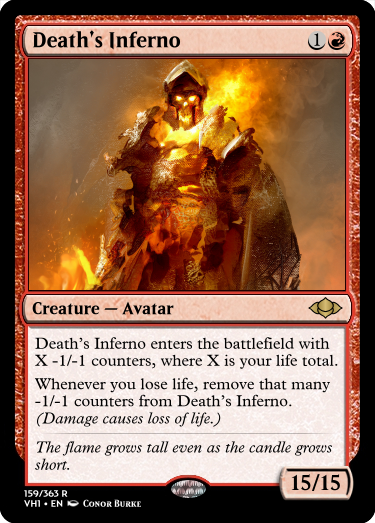 Death's Inferno 1
Creature — Avatar
Death's Inferno enters the battlefield with
X -1/-1 counters, where X is your life total.
Whenever you lose life, remove that many
-1/-1 counters from Death's Inferno.
(Damage causes loss of life.)
The flame grows tall even as the candle grows
short.
15/15
159/363 R
VHI • EN Conor Burke